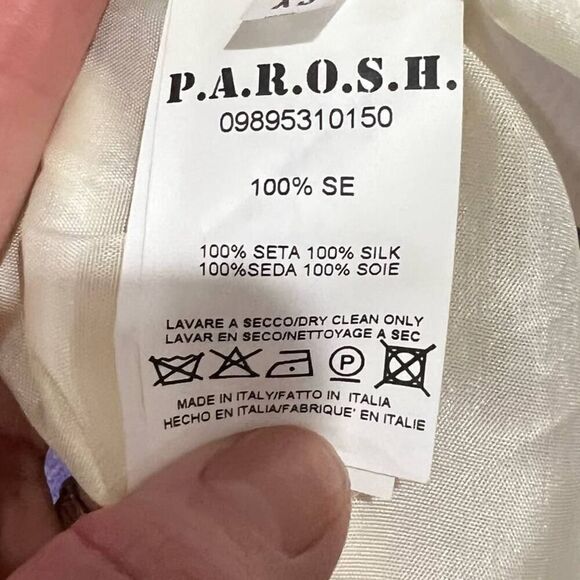 XS
P.A.R.O.S.H.
09895310150
100% SE
100% SETA 100% SILK
100%SEDA 100% SOIE
LAVARE A SECCO/DRY CLEAN ONLY
LAVAR EN SECO/NETTOYAGE A SEC
P
MADE IN ITALY/FATTO IN ITALIA
HECHO EN ITALIA/FABRIQUE' EN ITALIE